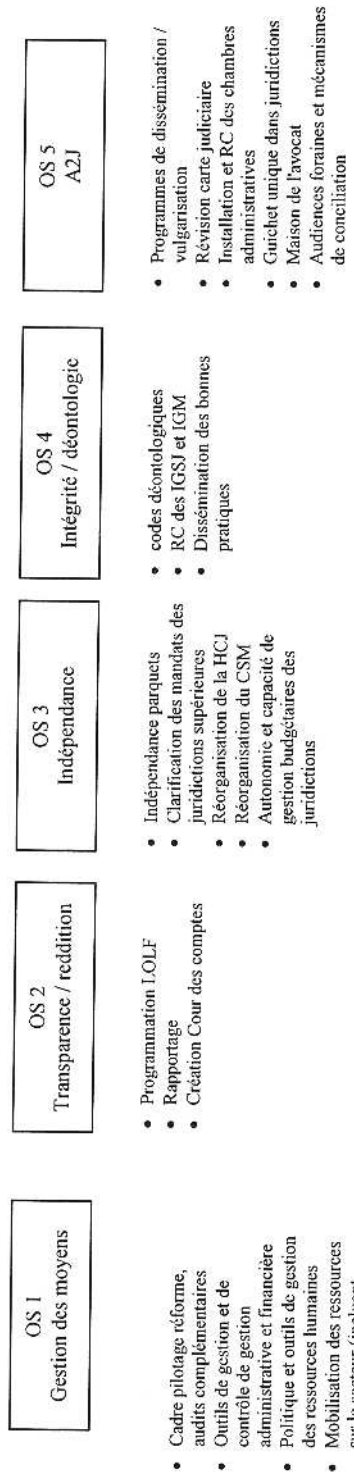 OS 1
Gestion des moyens
• Cadre pilotage réforme,
audits complémentaires
• Outils de gestion et de
contrôle de gestion
administrative et financière
• Politique et outils de gestion
des ressources humaines
• Mobilisation des ressources
sur le secteur (incluent
OS 2
Transparence / reddition
• Programmation LOLF
• Rapportage
• Création Cour des comptes
OS 3
Indépendance
• Indépendance parquets
• Clarification des mandats des
juridictions supérieures
• Réorganisation de la HCJ
• Réorganisation du CSM
• Autonomie et capacité de
gestion budgétaires des
juridictions
OS 4
Intégrité / déontologie
• codes déontologiques
• RC des IGSJ et IGM
• Dissémination des bonnes
pratiques
OS 5
A2J
• Programmes de dissémination /
vulgarisation
• Révision carte judiciaire
• Installation et RC des chambres
administratives
• Guichet unique dans juridictions
• Maison de l'avocat
• Audiences foraines et mécanismes
de conciliation